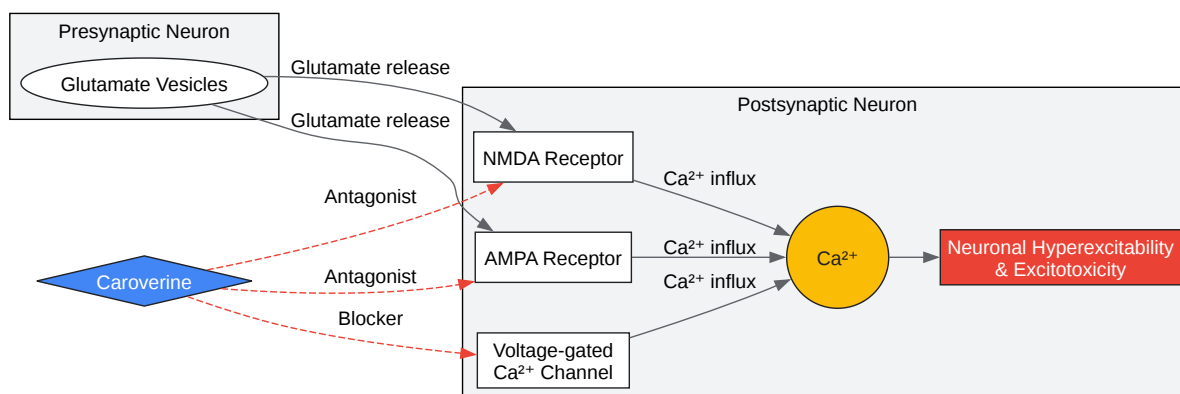 Presynaptic Neuron
Glutamate Vesicles
Glutamate release
Glutamate release
Postsynaptic Neuron
NMDA Receptor
Ca²⁺ influx
Antagonist
AMPA Receptor
Ca²⁺ influx
Ca²⁺
Neuronal Hyperexcitability
& Excitotoxicity
Caroverine
Antagonist
Ca²⁺ influx
Blocker
Voltage-gated
Ca²⁺ Channel